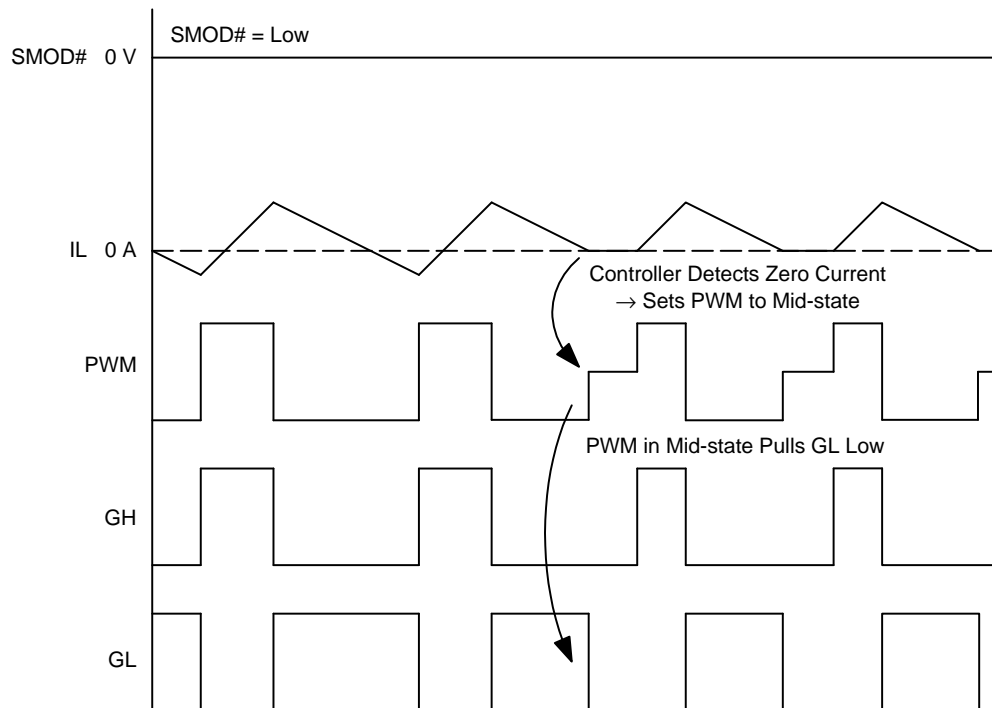 SMOD# = Low
SMOD# 0 V
IL 0 A
Controller Detects Zero Current
→ Sets PWM to Mid-state
PWM
PWM in Mid-state Pulls GL Low
GH
GL